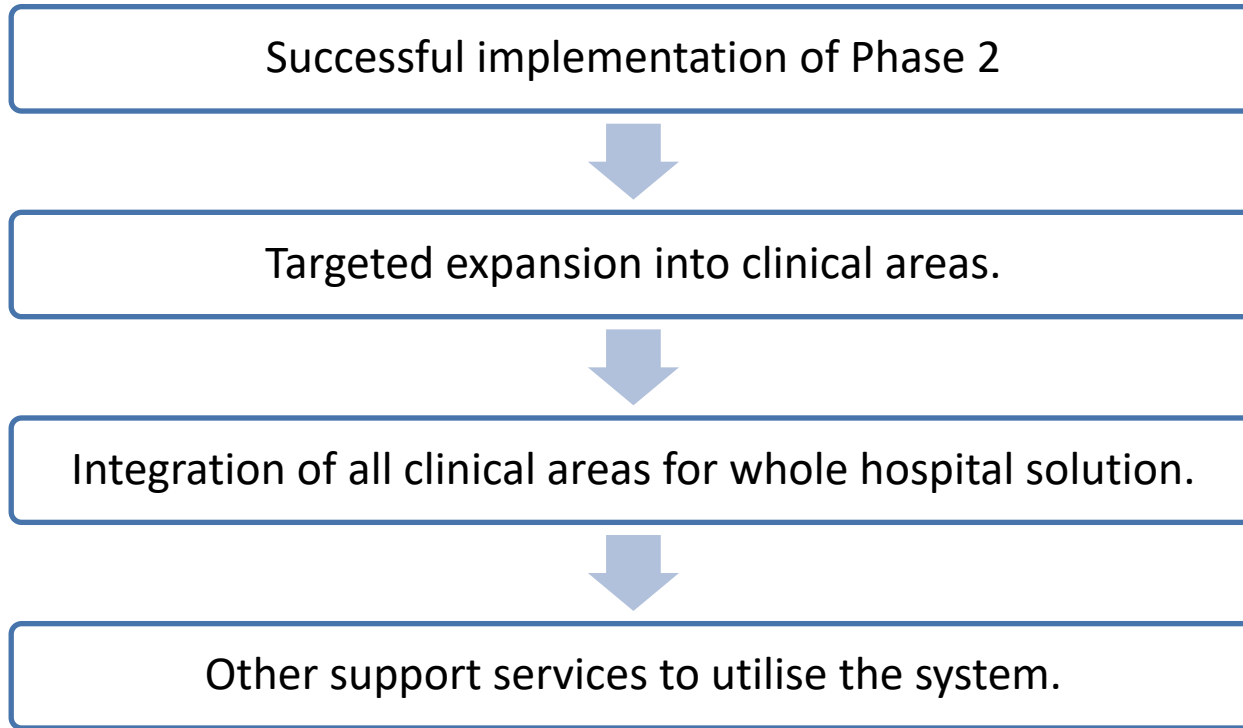 Successful implementation of Phase 2
Targeted expansion into clinical areas.
Integration of all clinical areas for whole hospital solution.
Other support services to utilise the system.